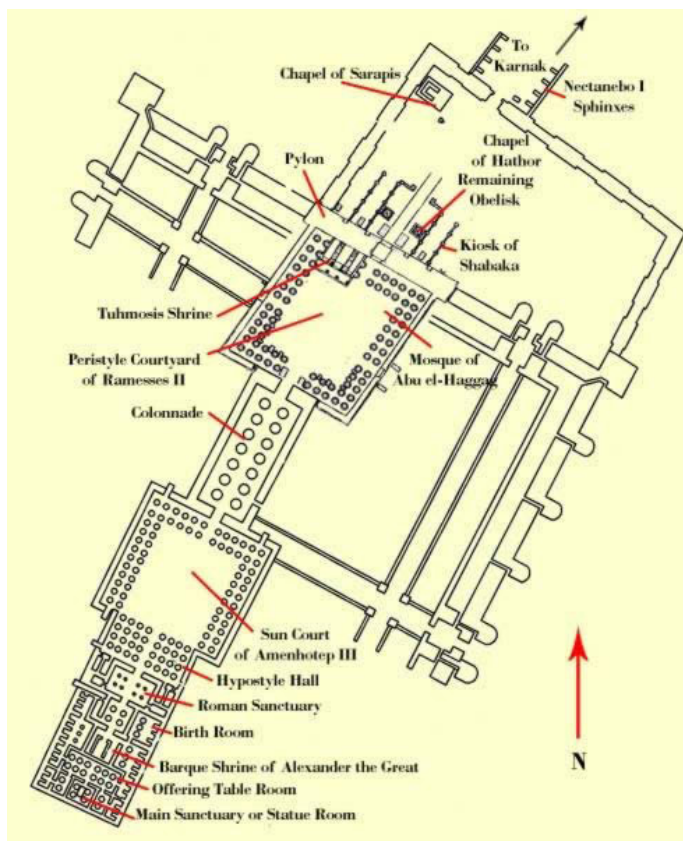 To
Karnak
Chapel of Sarapis
Nectanebo I
Sphinxes
Chapel
of Hathor
Remaining
Obelisk
Pylon
Kiosk of
Shabaka
Tuhmosis Shrine
Peristyle Courtyard
of Ramesses II
Mosque of
Abu el-Haggag
Colonnade
Sun Court
of Amenhotep III
Hypostyle Hall
Roman Sanctuary
Birth Room
Barque Shrine of Alexander the Great
Offering Table Room
Main Sanctuary or Statue Room
N